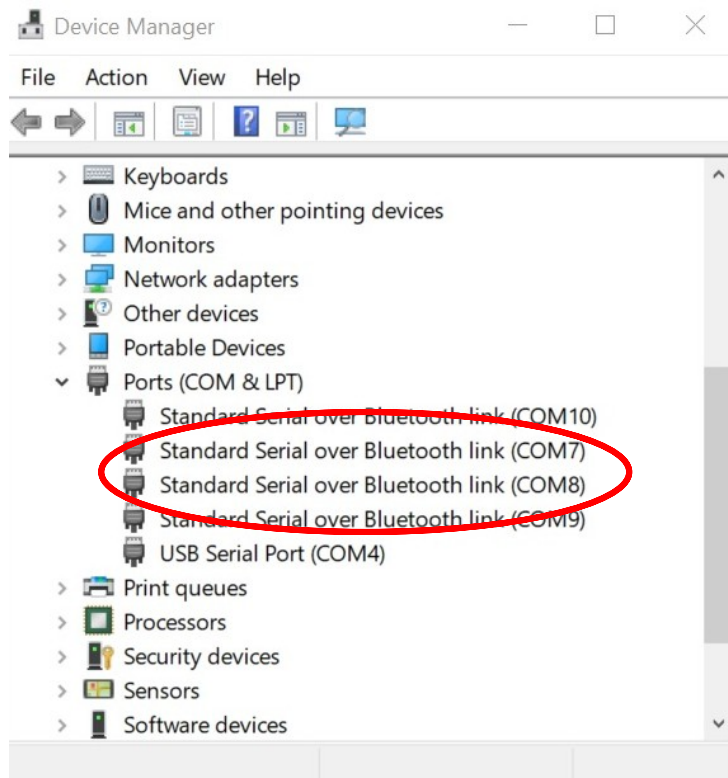 Device Manager
File Action View Help
Keyboards
Mice and other pointing devices
Monitors
Network adapters
Other devices
Portable Devices
Ports (COM & LPT)
Standard Serial over Bluetooth link (COM10)
Standard Serial over Bluetooth link (COM7)
Standard Serial over Bluetooth link (COM8)
Standard Serial over Bluetooth link (COM9)
USB Serial Port (COM4)
Print queues
Processors
Security devices
Sensors
Software devices